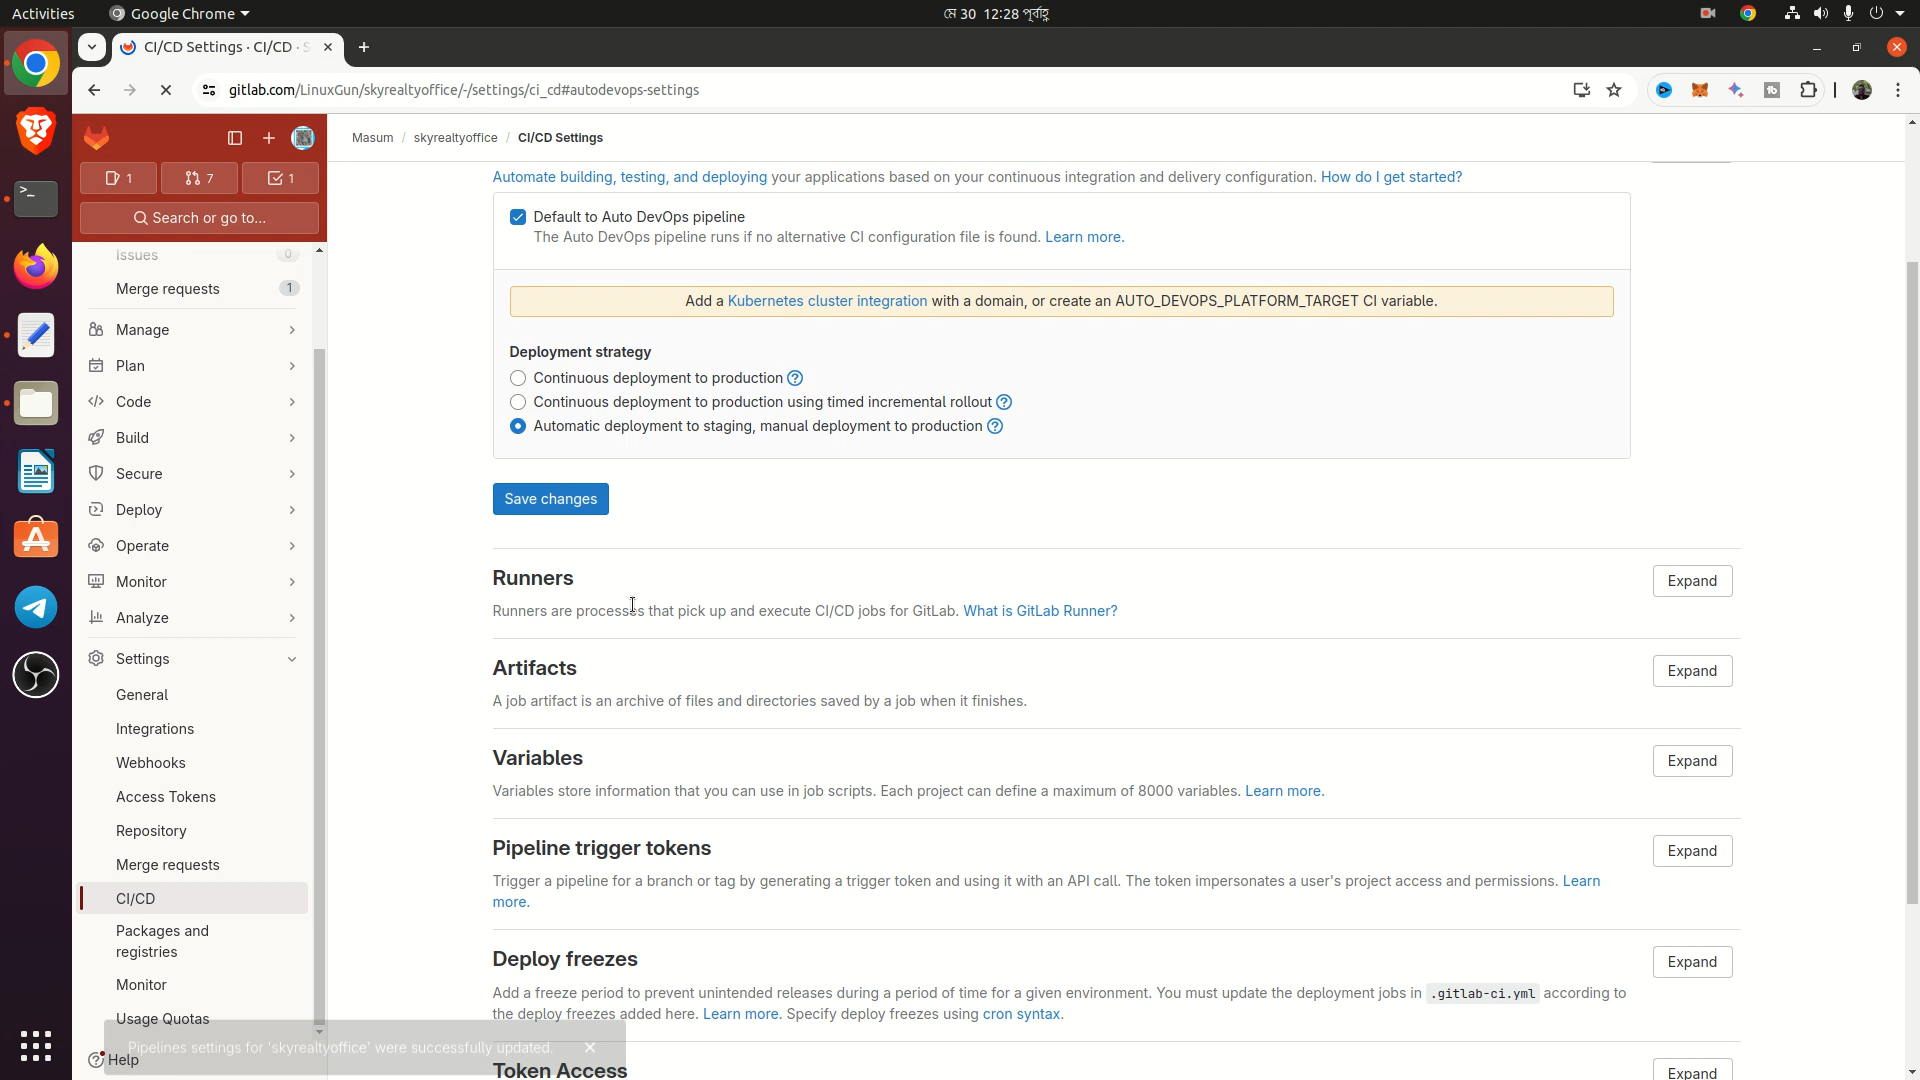 Activities
Google Chrome
মে 30 12:28 পূর্বাহ্ণ
CI/CD Settings · CI/CD · S
gitlab.com/LinuxGun/skyrealtyoffice/-/settings/ci_cd#autodevops-settings
Masum / skyrealtyoffice / CI/CD Settings
1
7
1
Search or go to...
Issues 0
Merge requests 1
Manage
Plan
Code
Build
Secure
Deploy
Operate
Monitor
Analyze
Settings
General
Integrations
Webhooks
Access Tokens
Repository
Merge requests
CI/CD
Packages and
registries
Monitor
Usage Quotas
Help
Automate building, testing, and deploying your applications based on your continuous integration and delivery configuration. How do I get started?
Default to Auto DevOps pipeline
The Auto DevOps pipeline runs if no alternative CI configuration file is found. Learn more.
Add a Kubernetes cluster integration with a domain, or create an AUTO_DEVOPS_PLATFORM_TARGET CI variable.
Deployment strategy
Continuous deployment to production
Continuous deployment to production using timed incremental rollout
Automatic deployment to staging, manual deployment to production
Save changes
Runners
Expand
Runners are processes that pick up and execute CI/CD jobs for GitLab. What is GitLab Runner?
Artifacts
Expand
A job artifact is an archive of files and directories saved by a job when it finishes.
Variables
Expand
Variables store information that you can use in job scripts. Each project can define a maximum of 8000 variables. Learn more.
Pipeline trigger tokens
Expand
Trigger a pipeline for a branch or tag by generating a trigger token and using it with an API call. The token impersonates a user's project access and permissions. Learn
more.
Deploy freezes
Expand
Add a freeze period to prevent unintended releases during a period of time for a given environment. You must update the deployment jobs in .gitlab-ci.yml according to
the deploy freezes added here. Learn more. Specify deploy freezes using cron syntax.
Pipelines settings for 'skyrealtyoffice' were successfully updated.
Token Access
Expand